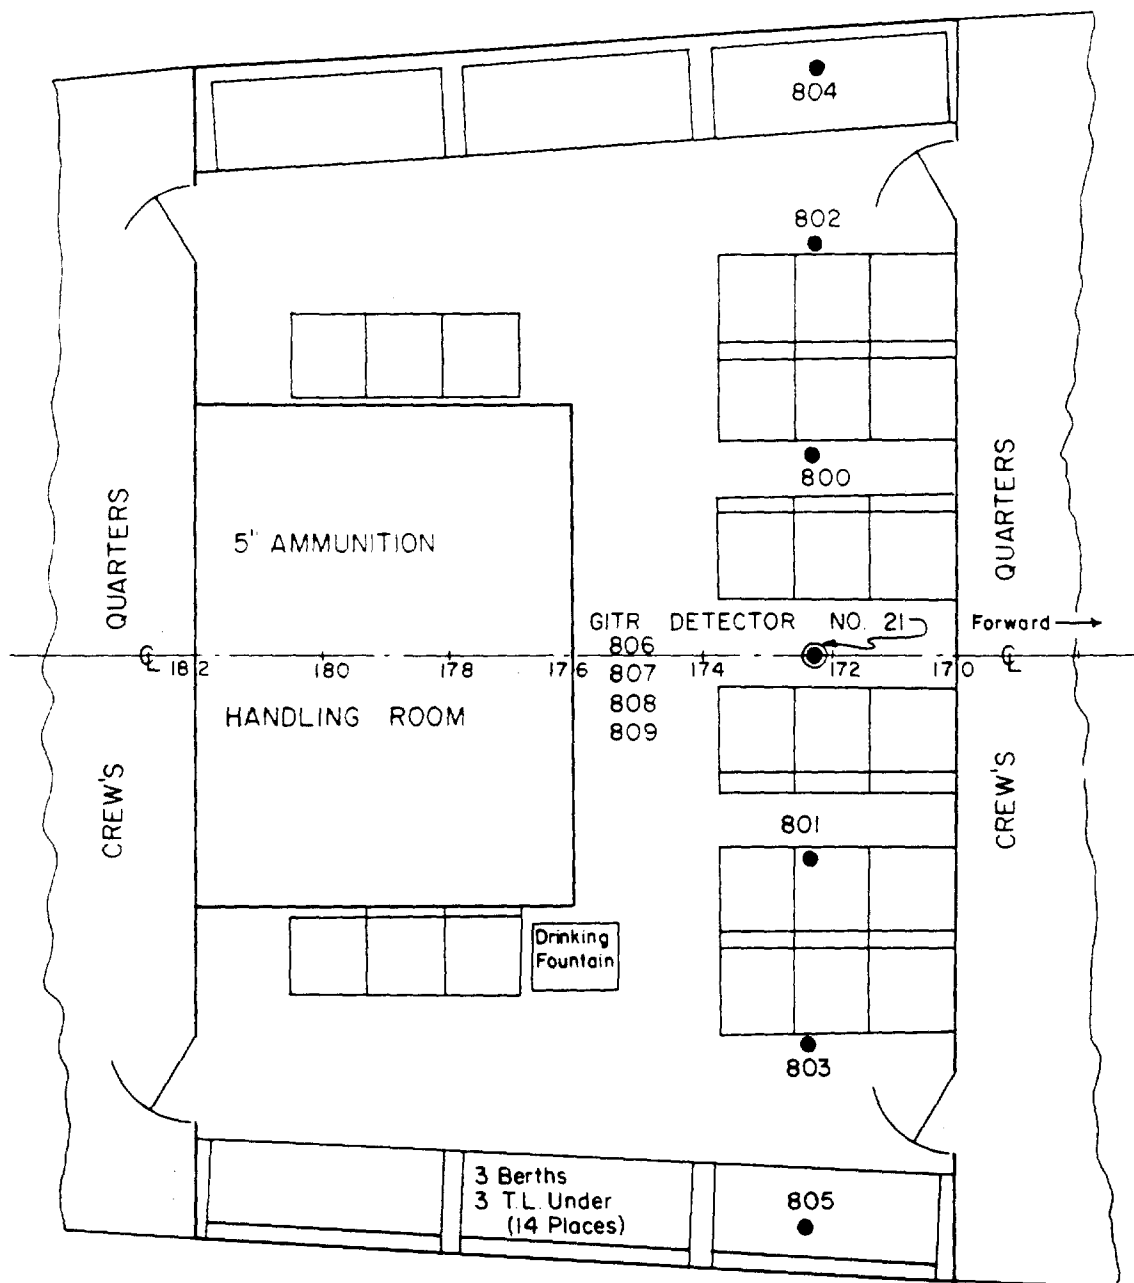 804
802
800
QUARTERS
QUARTERS
5" AMMUNITION
GITR DETECTOR NO. 21
Forward
806
℄ 182 180 178 176 174 172 170 ℄
807
808
809
HANDLING ROOM
CREW'S
CREW'S
801
Drinking
Fountain
803
3 Berths
3 T.L. Under
(14 Places)
805